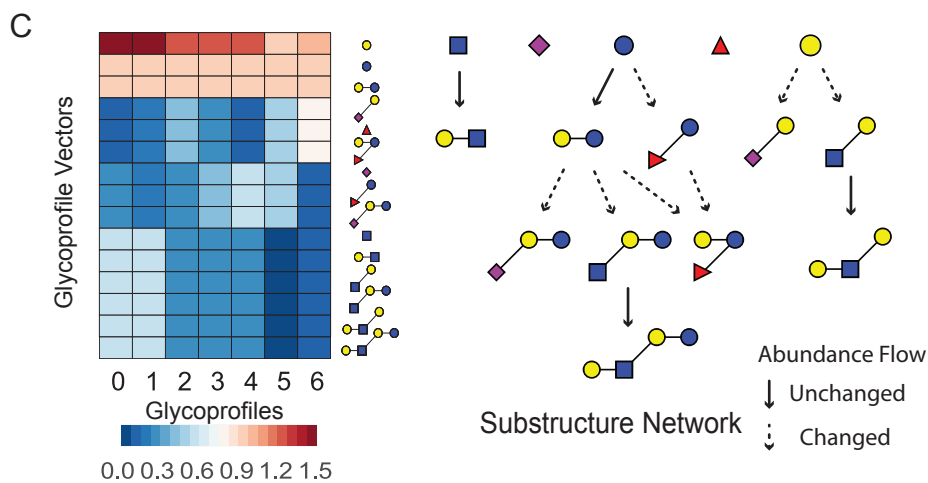 C
Glycoprofile Vectors
0 1 2 3 4 5 6
Glycoprofiles
0.0 0.3 0.6 0.9 1.2 1.5
Substructure Network
Abundance Flow
Unchanged
Changed